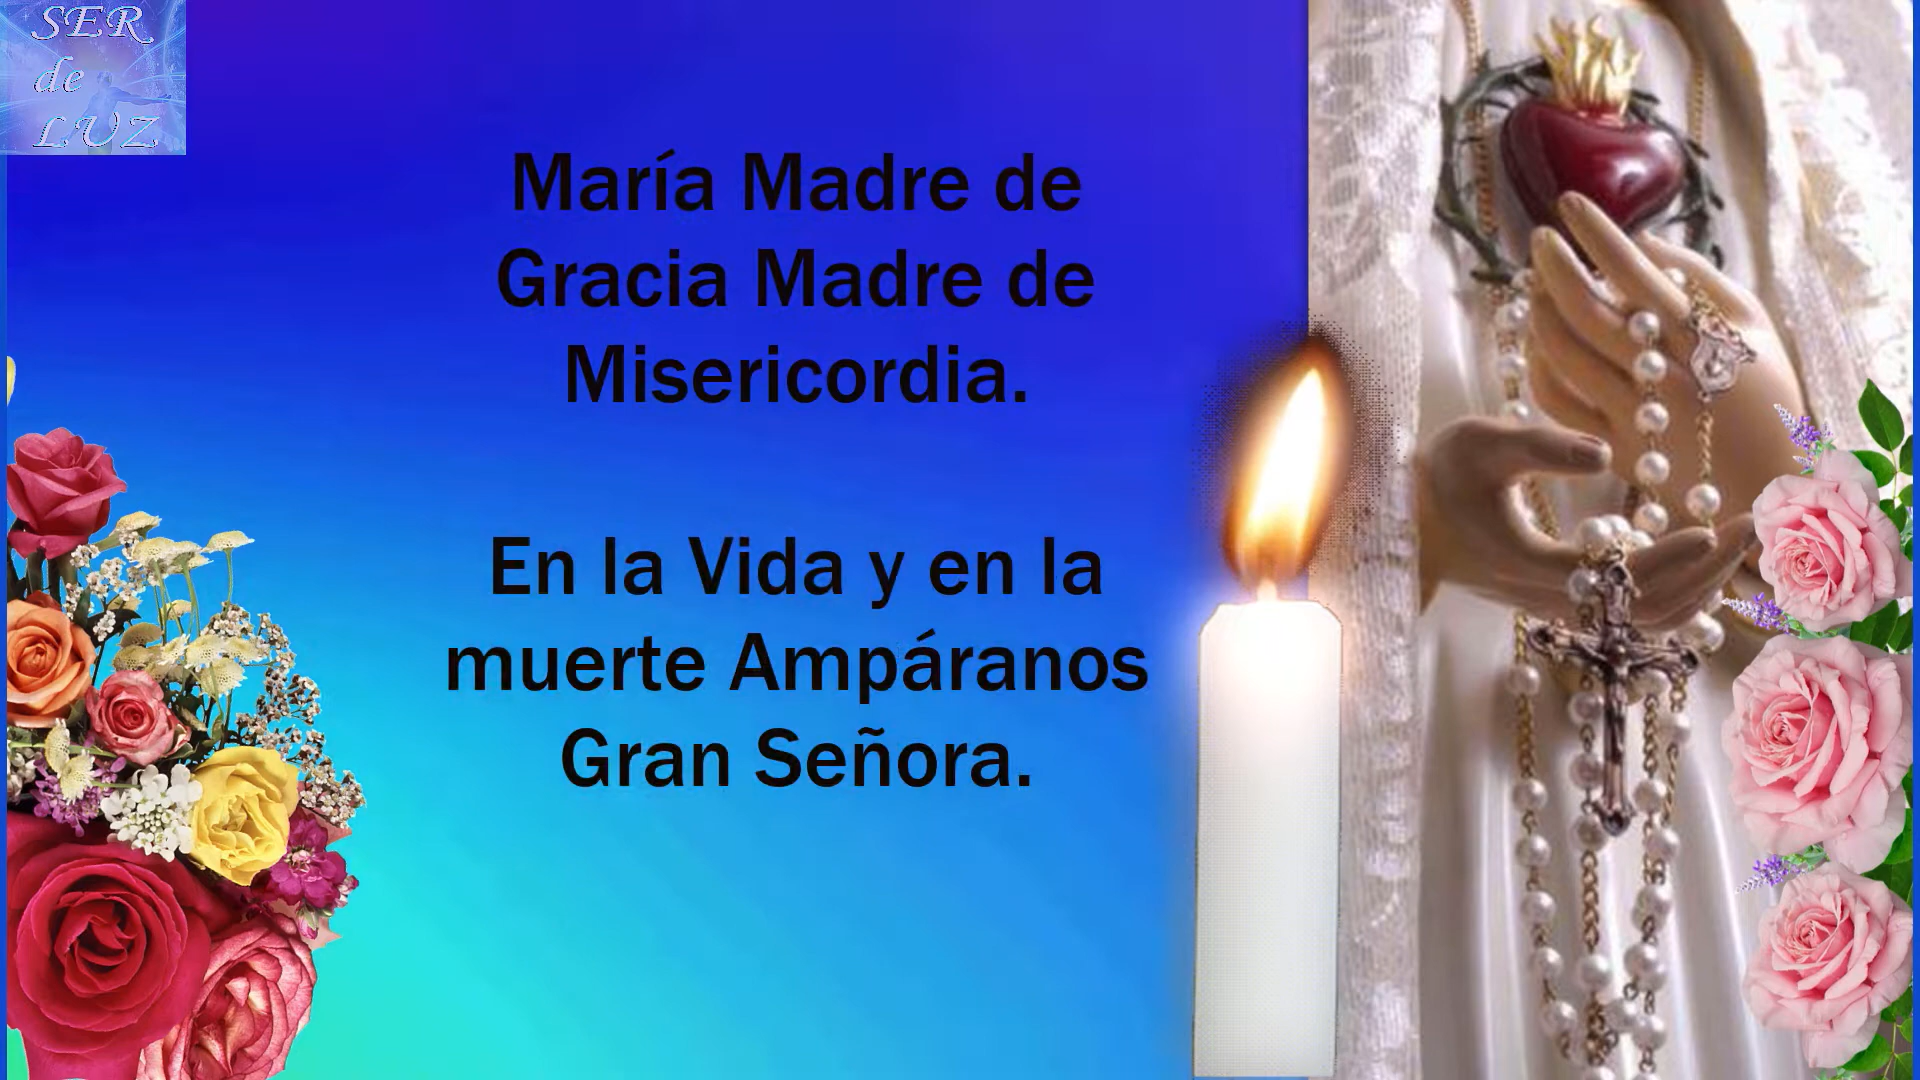 SER
de
LUZ
María Madre de
Gracia Madre de
Misericordia.
En la Vida y en la
muerte Ampáranos
Gran Señora.